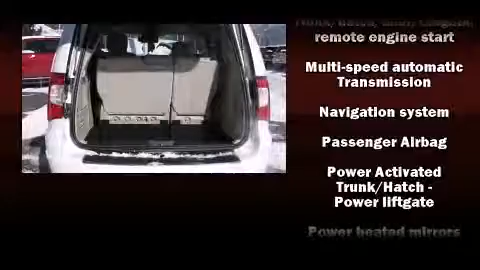 remote engine start
Multi-speed automatic
Transmission
Navigation system
Passenger Airbag
Power Activated
Trunk/Hatch -
Power liftgate
Power heated mirrors